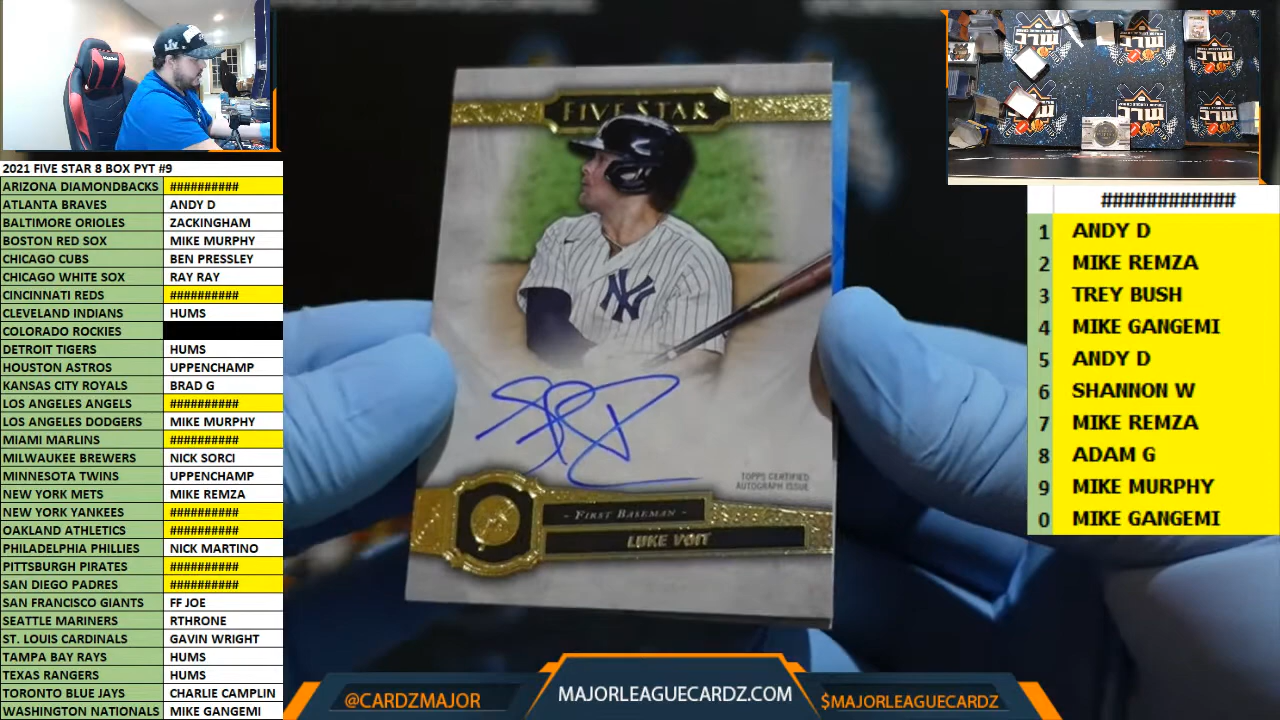 2021 FIVE STAR 8 BOX PYT #9
ARIZONA DIAMONDBACKS ##########
ATLANTA BRAVES ANDY D
BALTIMORE ORIOLES ZACKINGHAM
BOSTON RED SOX MIKE MURPHY
CHICAGO CUBS BEN PRESSLEY
CHICAGO WHITE SOX RAY RAY
CINCINNATI REDS ##########
CLEVELAND INDIANS HUMS
COLORADO ROCKIES
DETROIT TIGERS HUMS
HOUSTON ASTROS UPPENCHAMP
KANSAS CITY ROYALS BRAD G
LOS ANGELES ANGELS ##########
LOS ANGELES DODGERS MIKE MURPHY
MIAMI MARLINS ##########
MILWAUKEE BREWERS NICK SORCI
MINNESOTA TWINS UPPENCHAMP
NEW YORK METS MIKE REMZA
NEW YORK YANKEES ##########
OAKLAND ATHLETICS ##########
PHILADELPHIA PHILLIES NICK MARTINO
PITTSBURGH PIRATES ##########
SAN DIEGO PADRES ##########
SAN FRANCISCO GIANTS FF JOE
SEATTLE MARINERS RTHRONE
ST. LOUIS CARDINALS GAVIN WRIGHT
TAMPA BAY RAYS HUMS
TEXAS RANGERS HUMS
TORONTO BLUE JAYS CHARLIE CAMPLIN
WASHINGTON NATIONALS MIKE GANGEMI
FIVE STAR
NY
TOPPS CERTIFIED
AUTOGRAPH ISSUE
- FIRST BASEMAN -
LUKE VOIT
############
1 ANDY D
2 MIKE REMZA
3 TREY BUSH
4 MIKE GANGEMI
5 ANDY D
6 SHANNON W
7 MIKE REMZA
8 ADAM G
9 MIKE MURPHY
0 MIKE GANGEMI
@CARDZMAJOR
MAJORLEAGUECARDZ.COM
$MAJORLEAGUECARDZ